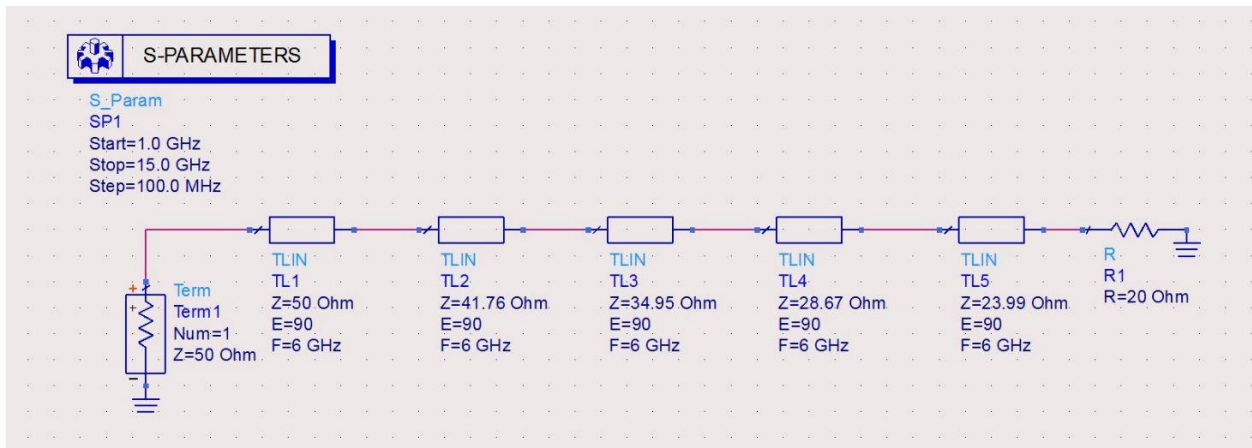 S-PARAMETERS
S_Param
SP1
Start=1.0 GHz
Stop=15.0 GHz
Step=100.0 MHz
Term
Term1
Num=1
Z=50 Ohm
TLIN
TL1
Z=50 Ohm
E=90
F=6 GHz
TLIN
TL2
Z=41.76 Ohm
E=90
F=6 GHz
TLIN
TL3
Z=34.95 Ohm
E=90
F=6 GHz
TLIN
TL4
Z=28.67 Ohm
E=90
F=6 GHz
TLIN
TL5
Z=23.99 Ohm
E=90
F=6 GHz
R
R1
R=20 Ohm